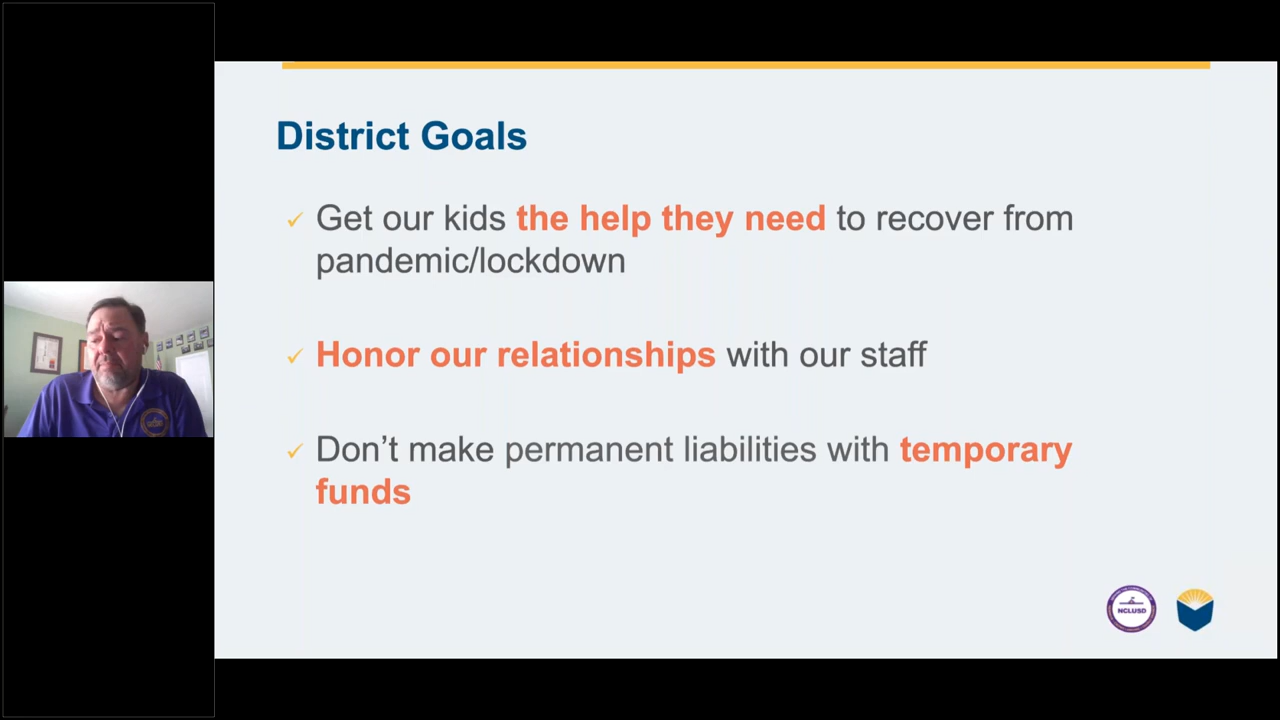 District Goals
✓ Get our kids the help they need to recover from
pandemic/lockdown
✓ Honor our relationships with our staff
✓ Don’t make permanent liabilities with temporary
funds
NCLUSD